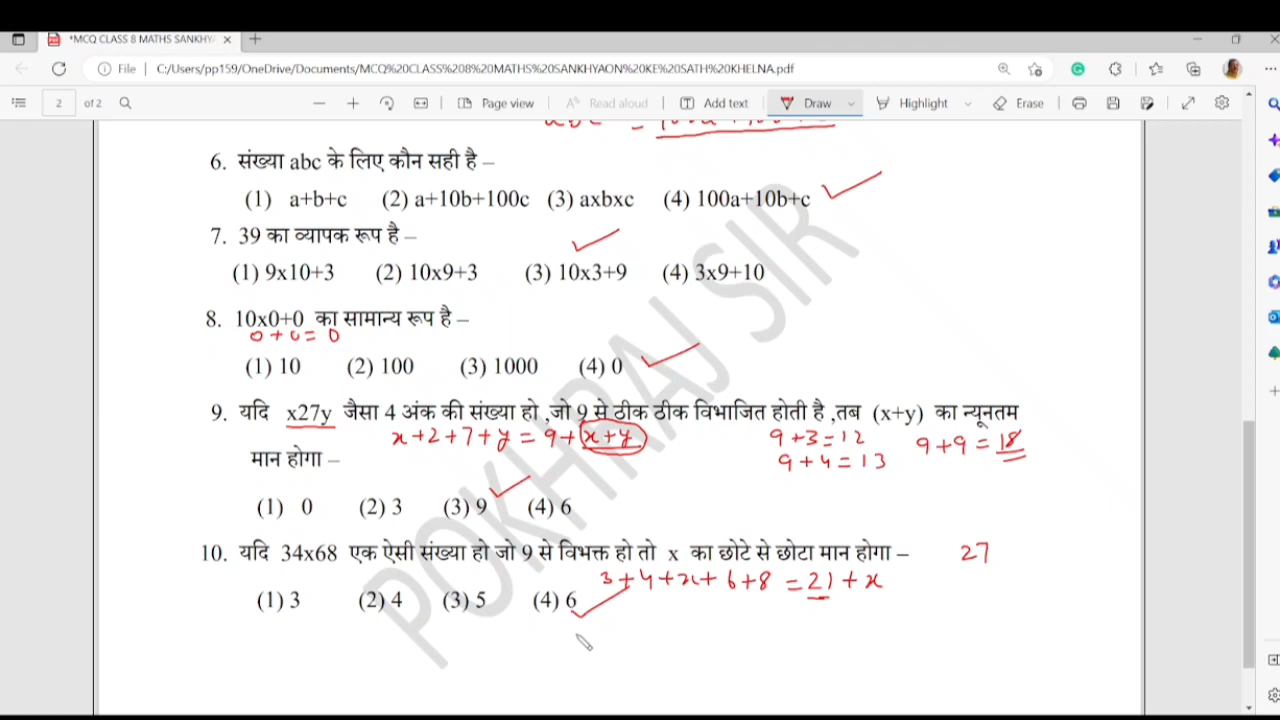 *MCQ CLASS 8 MATHS SANKHYA
File | C:/Users/pp159/OneDrive/Documents/MCQ%20CLASS%208%20MATHS%20SANKHYAON%20KE%20SATH%20KHELNA.pdf
2 of 2 Page view Read aloud Add text Draw Highlight Erase
6. संख्या abc के लिए कौन सही है –
(1) a+b+c (2) a+10b+100c (3) axbxc (4) 100a+10b+c
7. 39 का व्यापक रूप है –
(1) 9x10+3 (2) 10x9+3 (3) 10x3+9 (4) 3x9+10
8. 10x0+0 का सामान्य रूप है –
0+0=0
(1) 10 (2) 100 (3) 1000 (4) 0
9. यदि x27y जैसा 4 अंक की संख्या हो ,जो 9 से ठीक ठीक विभाजित होती है ,तब (x+y) का न्यूनतम
x+2+7+y = 9+x+y 9+3=12 9+9=18
मान होगा – 9+4=13
(1) 0 (2) 3 (3) 9 (4) 6
10. यदि 34x68 एक ऐसी संख्या हो जो 9 से विभक्त हो तो x का छोटे से छोटा मान होगा – 27
3+4+x+6+8 = 21+x
(1) 3 (2) 4 (3) 5 (4) 6
POKHRAJ SIR